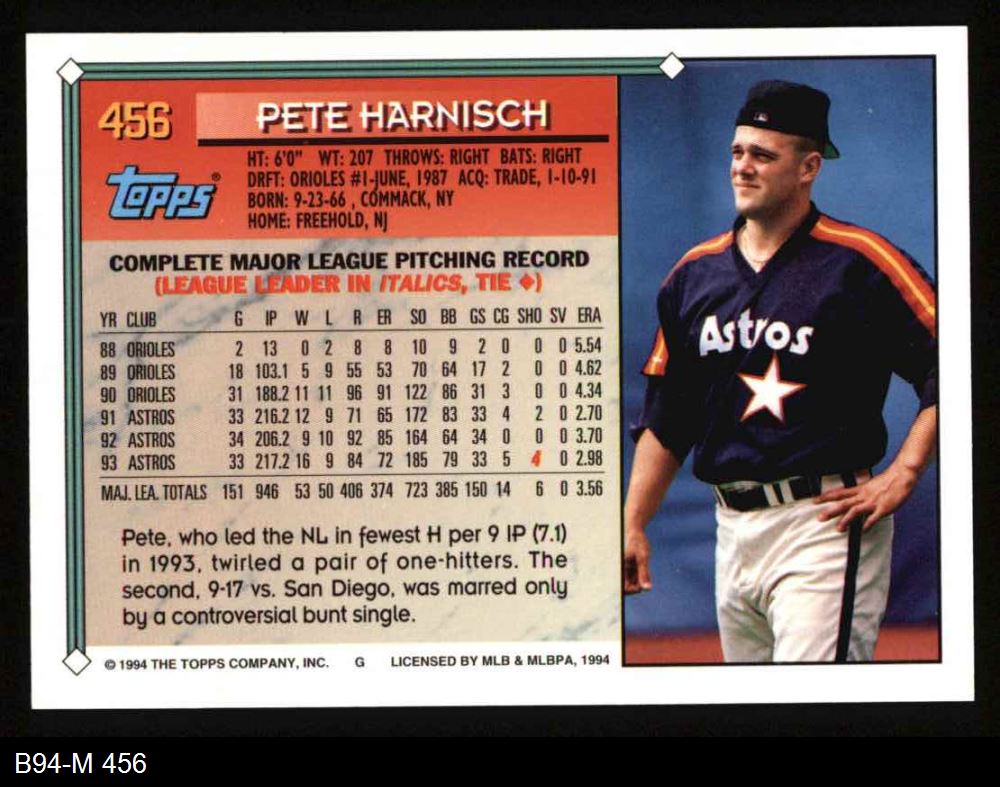 456
PETE HARNISCH
TOPPS®
HT: 6'0" WT: 207 THROWS: RIGHT BATS: RIGHT
DRFT: ORIOLES #1-JUNE, 1987 ACQ: TRADE, 1-10-91
BORN: 9-23-66 , COMMACK, NY
HOME: FREEHOLD, NJ
COMPLETE MAJOR LEAGUE PITCHING RECORD
(LEAGUE LEADER IN ITALICS, TIE ♦)
YR CLUB G IP W L R ER SO BB GS CG SHO SV ERA
88 ORIOLES 2 13 0 2 8 8 10 9 2 0 0 0 5.54
89 ORIOLES 18 103.1 5 9 55 53 70 64 17 2 0 0 4.62
90 ORIOLES 31 188.2 11 11 96 91 122 86 31 3 0 0 4.34
91 ASTROS 33 216.2 12 9 71 65 172 83 33 4 2 0 2.70
92 ASTROS 34 206.2 9 10 92 85 164 64 34 0 0 0 3.70
93 ASTROS 33 217.2 16 9 84 72 185 79 33 5 4 0 2.98
MAJ. LEA. TOTALS 151 946 53 50 406 374 723 385 150 14 6 0 3.56
Pete, who led the NL in fewest H per 9 IP (7.1)
in 1993, twirled a pair of one-hitters. The
second, 9-17 vs. San Diego, was marred only
by a controversial bunt single.
© 1994 THE TOPPS COMPANY, INC. G LICENSED BY MLB & MLBPA, 1994
Astros
B94-M 456